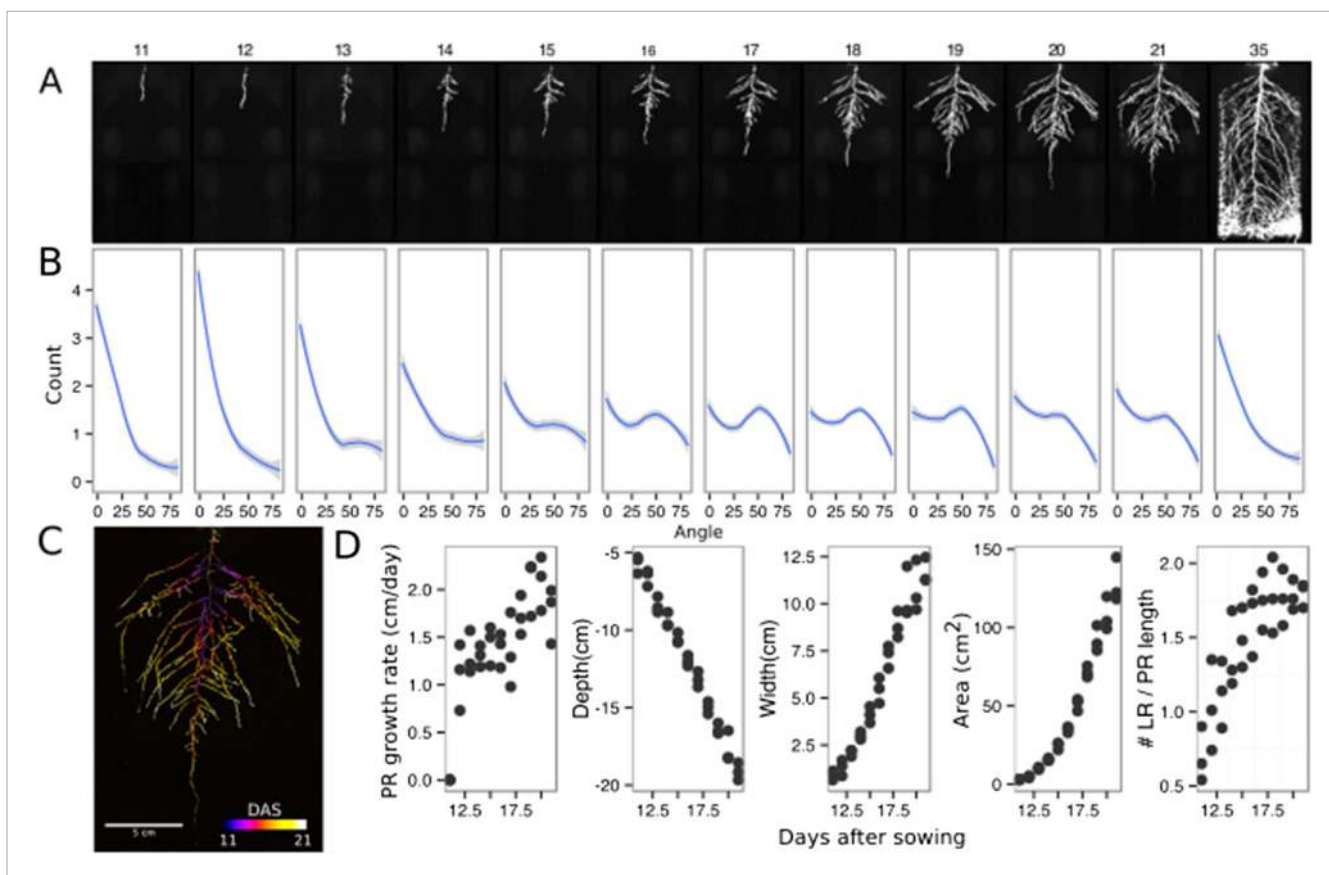 11 12 13 14 15 16 17 18 19 20 21 35
A
B
Count
4
3
2
1
0
0 25 50 75 0 25 50 75 0 25 50 75 0 25 50 75 0 25 50 75 0 25 50 75 0 25 50 75 0 25 50 75 0 25 50 75 0 25 50 75 0 25 50 75 0 25 50 75
Angle
C
DAS
5 cm
11 21
D
PR growth rate (cm/day)
2.0
1.5
1.0
0.5
0.0
12.5 17.5
Depth(cm)
-5
-10
-15
-20
12.5 17.5
Width(cm)
12.5
10.0
7.5
5.0
2.5
12.5 17.5
Area (cm²)
150
100
50
0
12.5 17.5
# LR / PR length
2.0
1.5
1.0
0.5
12.5 17.5
Days after sowing